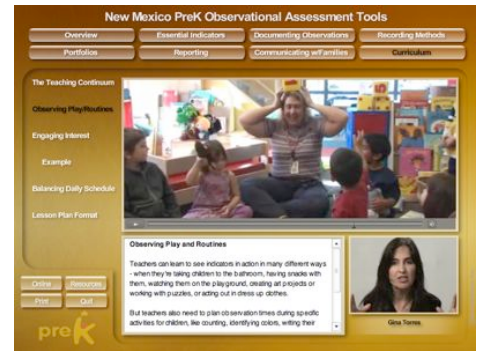 New Mexico PreK Observational Assessment Tools
Overview
Essential Indicators
Documenting Observations
Recording Methods
Portfolios
Reporting
Communicating w/Families
Curriculum
The Teaching Continuum
Observing Play/Routines
Engaging Interest
Example
Balancing Daily Schedule
Lesson Plan Format
Observing Play and Routines
Teachers can learn to see indicators in action in many different ways
- when they're taking children to the bathroom, having snacks with
them, watching them on the playground, creating art projects or
working with puzzles, or acting out in dress up clothes.
But teachers also need to plan observation times during specific
activities for children, like counting, identifying colors, writing their
Online
Resources
Print
Quit
preK
Gina Torres